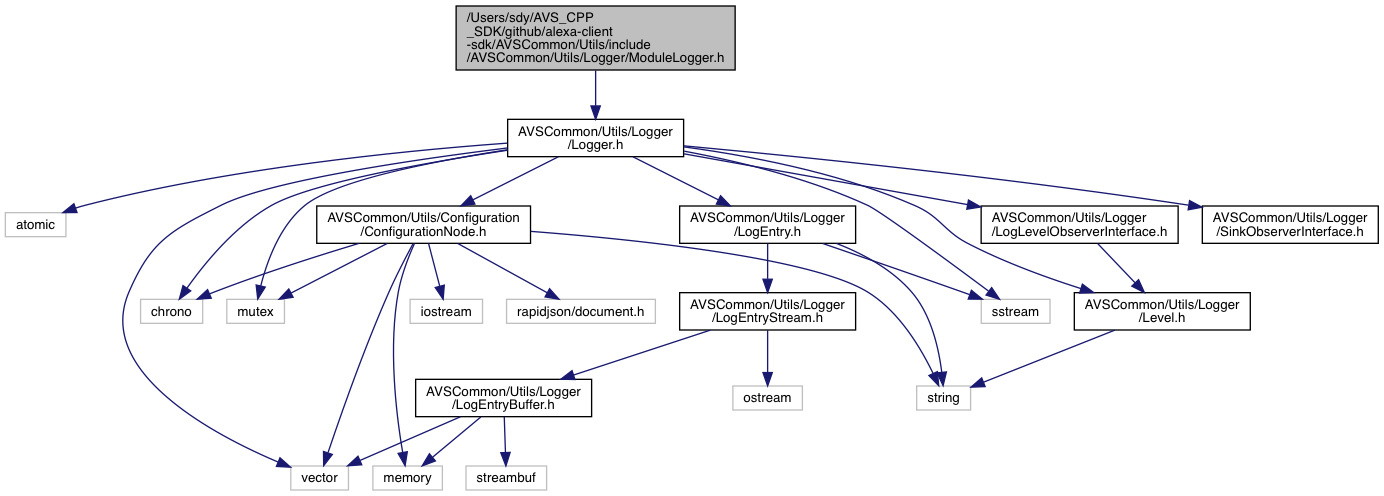 /Users/sdy/AVS_CPP
_SDK/github/alexa-client
-sdk/AVSCommon/Utils/include
/AVSCommon/Utils/Logger/ModuleLogger.h
AVSCommon/Utils/Logger
/Logger.h
atomic
AVSCommon/Utils/Configuration
/ConfigurationNode.h
AVSCommon/Utils/Logger
/LogEntry.h
AVSCommon/Utils/Logger
/LogLevelObserverInterface.h
AVSCommon/Utils/Logger
/SinkObserverInterface.h
chrono
mutex
iostream
rapidjson/document.h
AVSCommon/Utils/Logger
/LogEntryStream.h
sstream
AVSCommon/Utils/Logger
/Level.h
AVSCommon/Utils/Logger
/LogEntryBuffer.h
ostream
string
vector
memory
streambuf